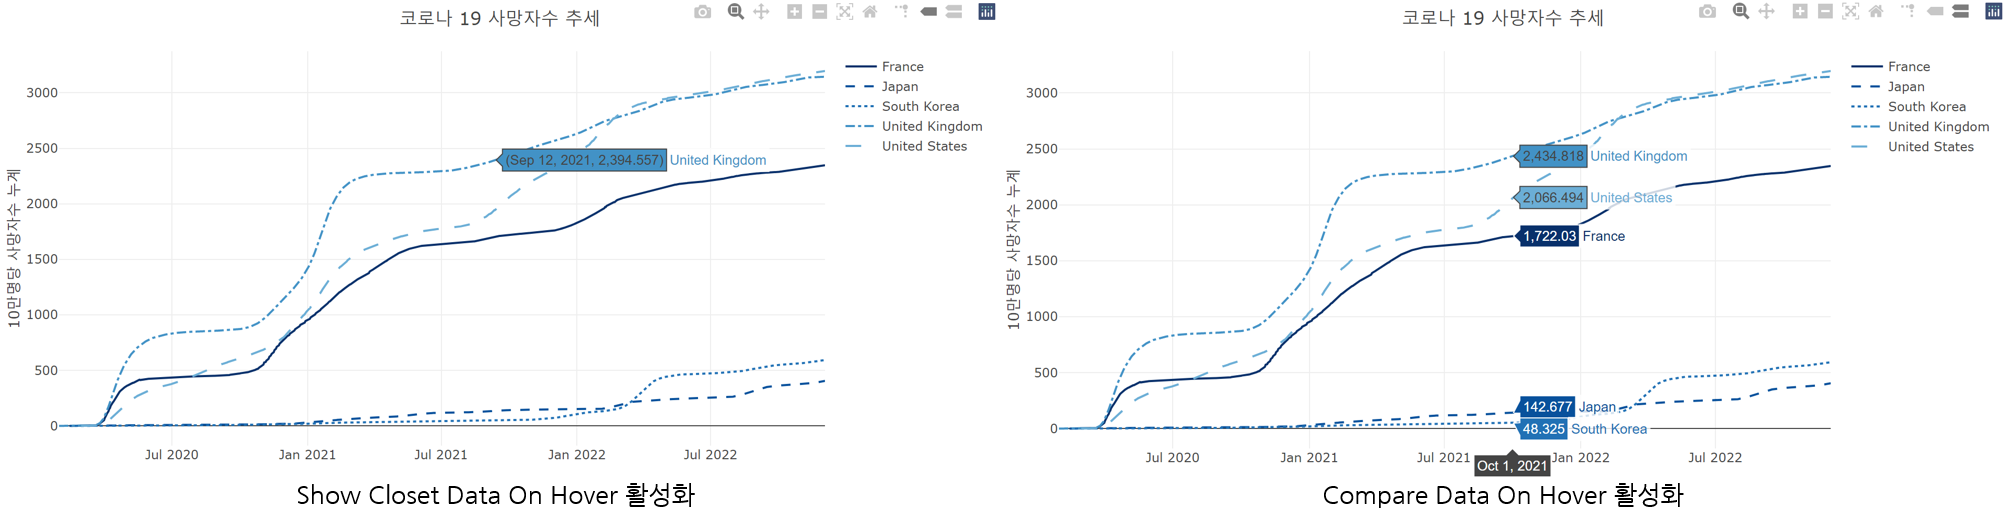 코로나 19 사망자수 추세
France
Japan
South Korea
United Kingdom
United States
3000
2500
2000
1500
1000
500
0
10만명당 사망자수 누계
(Sep 12, 2021, 2,394.557) United Kingdom
Jul 2020 Jan 2021 Jul 2021 Jan 2022 Jul 2022
Show Closet Data On Hover 활성화
코로나 19 사망자수 추세
France
Japan
South Korea
United Kingdom
United States
3000
2500
2000
1500
1000
500
0
10만명당 사망자수 누계
2,434.818 United Kingdom
2,066.494 United States
1,722.03 France
142.677 Japan
48.325 South Korea
Jul 2020 Jan 2021 Jul 2021 Jan 2022 Jul 2022
Oct 1, 2021
Compare Data On Hover 활성화